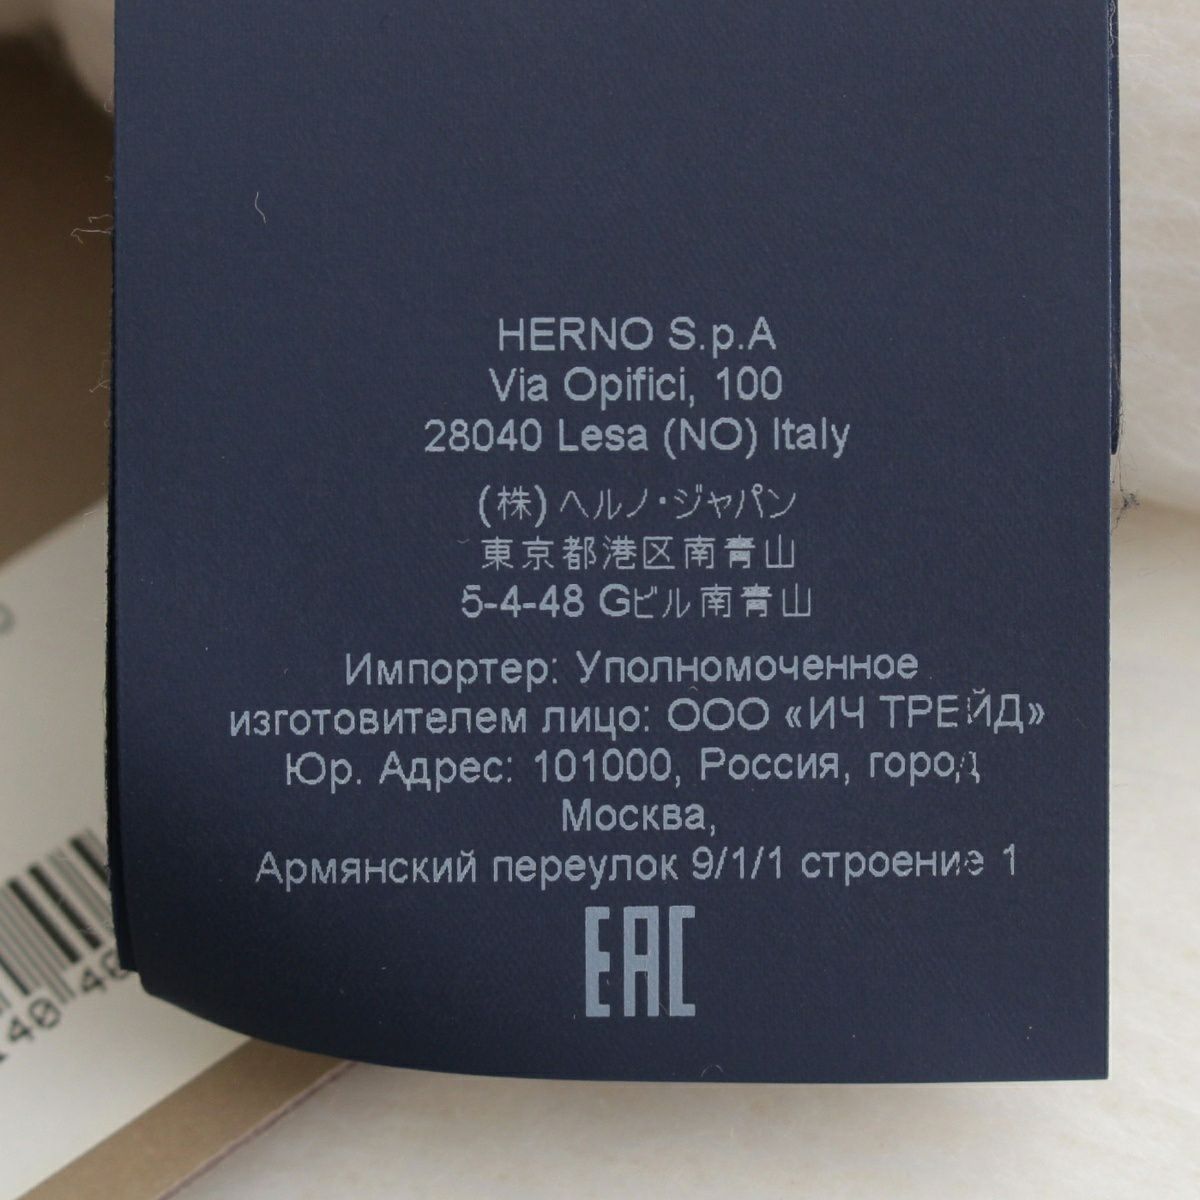 HERNO S.p.A
Via Opifici, 100
28040 Lesa (NO) Italy
(株)ヘルノ・ジャパン
東京都港区南青山
5-4-48 Gビル南青山
Импортер: Уполномоченное
изготовителем лицо: ООО «ИЧ ТРЕЙД»
Юр. Адрес: 101000, Россия, город
Москва,
Армянский переулок 9/1/1 строение 1
EAC